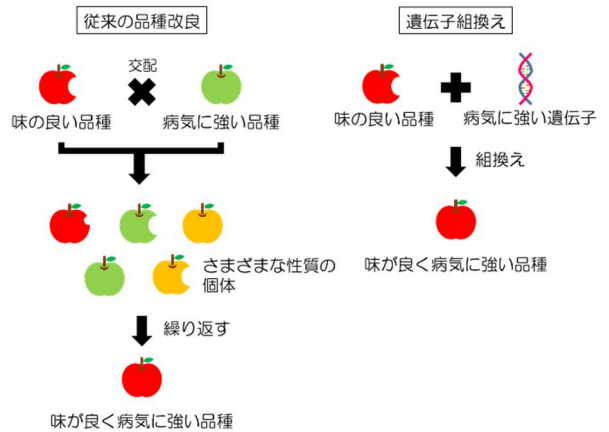 従来の品種改良
交配
味の良い品種
病気に強い品種
さまざまな性質の
個体
繰り返す
味が良く病気に強い品種
遺伝子組換え
味の良い品種
病気に強い遺伝子
組換え
味が良く病気に強い品種